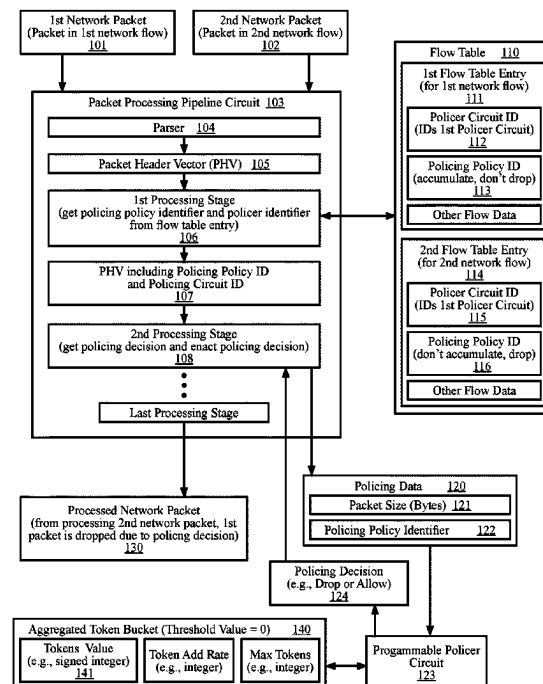 1st Network Packet
(Packet in 1st network flow)
101
2nd Network Packet
(Packet in 2nd network flow)
102
Packet Processing Pipeline Circuit 103
Parser 104
Packet Header Vector (PHV) 105
1st Processing Stage
(get policing policy identifier and policer identifier
from flow table entry)
106
PHV including Policing Policy ID
and Policing Circuit ID
107
2nd Processing Stage
(get policing decision and enact policing decision)
108
Last Processing Stage
Flow Table 110
1st Flow Table Entry
(for 1st network flow)
111
Policer Circuit ID
(IDs 1st Policer Circuit)
112
Policing Policy ID
(accumulate, don't drop)
113
Other Flow Data
2nd Flow Table Entry
(for 2nd network flow)
114
Policer Circuit ID
(IDs 1st Policer Circuit)
115
Policing Policy ID
(don't accumulate, drop)
116
Other Flow Data
Processed Network Packet
(from processing 2nd network packet, 1st
packet is dropped due to policing decision)
130
Policing Data 120
Packet Size (Bytes) 121
Policing Policy Identifier 122
Policing Decision
(e.g., Drop or Allow)
124
Aggregated Token Bucket (Threshold Value = 0) 140
Tokens Value
(e.g., signed integer)
141
Token Add Rate
(e.g., integer)
Max Tokens
(e.g., integer)
Progammable Policer
Circuit
123